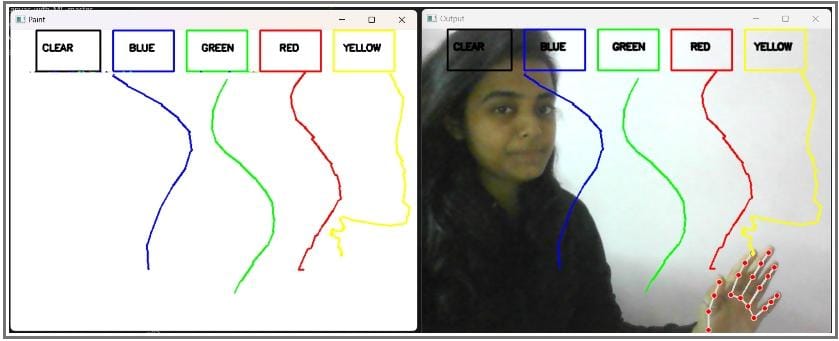 Paint
CLEAR BLUE GREEN RED YELLOW
Output
CLEAR BLUE GREEN RED YELLOW